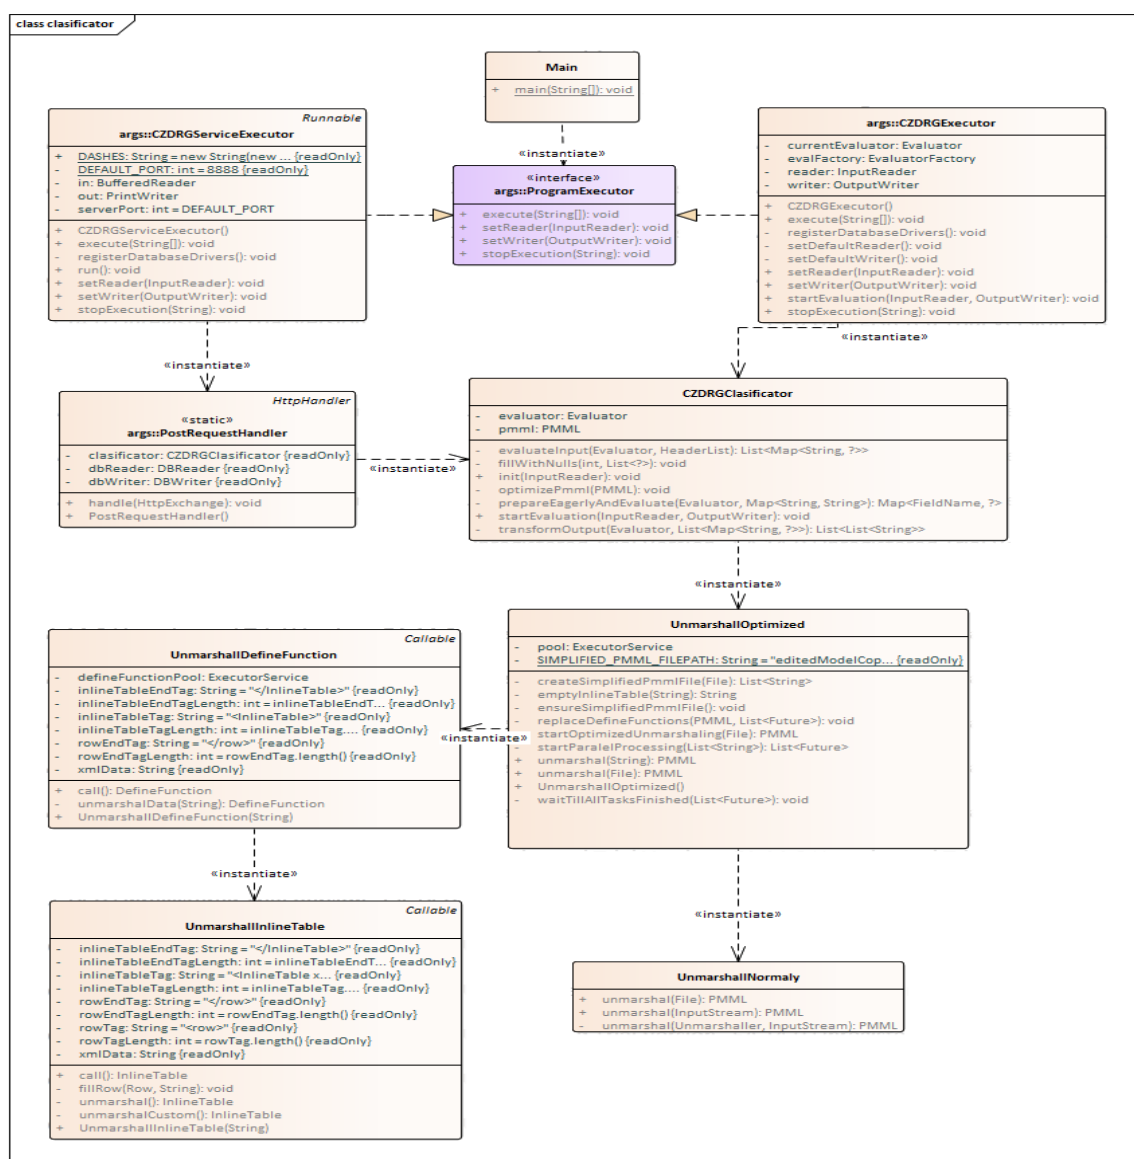 class clasificator
Main
+ main(String[]): void
«instantiate»
Runnable
args::CZDRGServiceExecutor
+ DASHES: String = new String(new ... {readOnly}
- DEFAULT_PORT: int = 8888 {readOnly}
- in: BufferedReader
- out: PrintWriter
- serverPort: int = DEFAULT_PORT
+ CZDRGServiceExecutor()
+ execute(String[]): void
- registerDatabaseDrivers(): void
+ run(): void
+ setReader(InputReader): void
+ setWriter(OutputWriter): void
+ stopExecution(String): void
«interface»
args::ProgramExecutor
+ execute(String[]): void
+ setReader(InputReader): void
+ setWriter(OutputWriter): void
+ stopExecution(String): void
args::CZDRGExecutor
- currentEvaluator: Evaluator
- evalFactory: EvaluatorFactory
- reader: InputReader
- writer: OutputWriter
+ CZDRGExecutor()
+ execute(String[]): void
- registerDatabaseDrivers(): void
- setDefaultReader(): void
- setDefaultWriter(): void
+ setReader(InputReader): void
+ setWriter(OutputWriter): void
+ startEvaluation(InputReader, OutputWriter): void
+ stopExecution(String): void
«instantiate»
«instantiate»
HttpHandler
«static»
args::PostRequestHandler
- clasificator: CZDRGClasificator {readOnly}
- dbReader: DBReader {readOnly}
- dbWriter: DBWriter {readOnly}
+ handle(HttpExchange): void
+ PostRequestHandler()
«instantiate»
CZDRGClasificator
- evaluator: Evaluator
- pmml: PMML
- evaluateInput(Evaluator, HeaderList): List<Map<String, ?>>
- fillWithNulls(int, List<?>): void
+ init(InputReader): void
- optimizePmml(PMML): void
- prepareEagerlyAndEvaluate(Evaluator, Map<String, String>): Map<FieldName, ?>
+ startEvaluation(InputReader, OutputWriter): void
- transformOutput(Evaluator, List<Map<String, ?>>): List<List<String>>
«instantiate»
Callable
UnmarshallDefineFunction
- defineFunctionPool: ExecutorService
- inlineTableEndTag: String = "</InlineTable>" {readOnly}
- inlineTableEndTagLength: int = inlineTableEndT... {readOnly}
- inlineTableTag: String = "<InlineTable>" {readOnly}
- inlineTableTagLength: int = inlineTableTag.... {readOnly}
- rowEndTag: String = "</row>" {readOnly}
- rowEndTagLength: int = rowEndTag.length() {readOnly}
- xmlData: String {readOnly}
+ call(): DefineFunction
- unmarshalData(String): DefineFunction
+ UnmarshallDefineFunction(String)
UnmarshallOptimized
- pool: ExecutorService
- SIMPLIFIED_PMML_FILEPATH: String = "editedModelCop... {readOnly}
- createSimplifiedPmmlFile(File): List<String>
- emptyInlineTable(String): String
- ensureSimplifiedPmmlFile(): void
- replaceDefineFunctions(PMML, List<Future>): void
- startOptimizedUnmarshaling(File): PMML
- startParalelProcessing(List<String>): List<Future>
+ unmarshal(String): PMML
+ unmarshal(File): PMML
+ UnmarshallOptimized()
- waitTillAllTasksFinished(List<Future>): void
«instantiate»
«instantiate»
«instantiate»
Callable
UnmarshallInlineTable
- inlineTableEndTag: String = "</InlineTable>" {readOnly}
- inlineTableEndTagLength: int = inlineTableEndT... {readOnly}
- inlineTableTag: String = "<InlineTable x... {readOnly}
- inlineTableTagLength: int = inlineTableTag.... {readOnly}
- rowEndTag: String = "</row>" {readOnly}
- rowEndTagLength: int = rowEndTag.length() {readOnly}
- rowTag: String = "<row>" {readOnly}
- rowTagLength: int = rowTag.length() {readOnly}
- xmlData: String {readOnly}
+ call(): InlineTable
- fillRow(Row, String): void
- unmarshal(): InlineTable
- unmarshalCustom(): InlineTable
+ UnmarshallInlineTable(String)
UnmarshallNormaly
+ unmarshal(File): PMML
+ unmarshal(InputStream): PMML
- unmarshal(Unmarshaller, InputStream): PMML